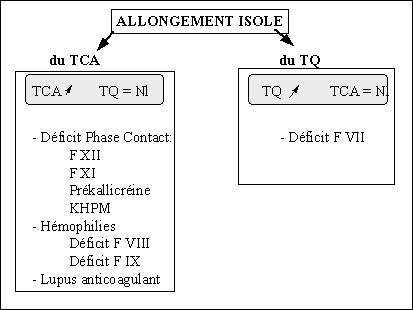 ALLONGEMENT ISOLE
du TCA
TCA TQ = Nl
- Déficit Phase Contact:
F XII
F XI
Prékallicréine
KHPM
- Hémophilies
Déficit F VIII
Déficit F IX
- Lupus anticoagulant
du TQ
TQ TCA = Nl
- Déficit F VII